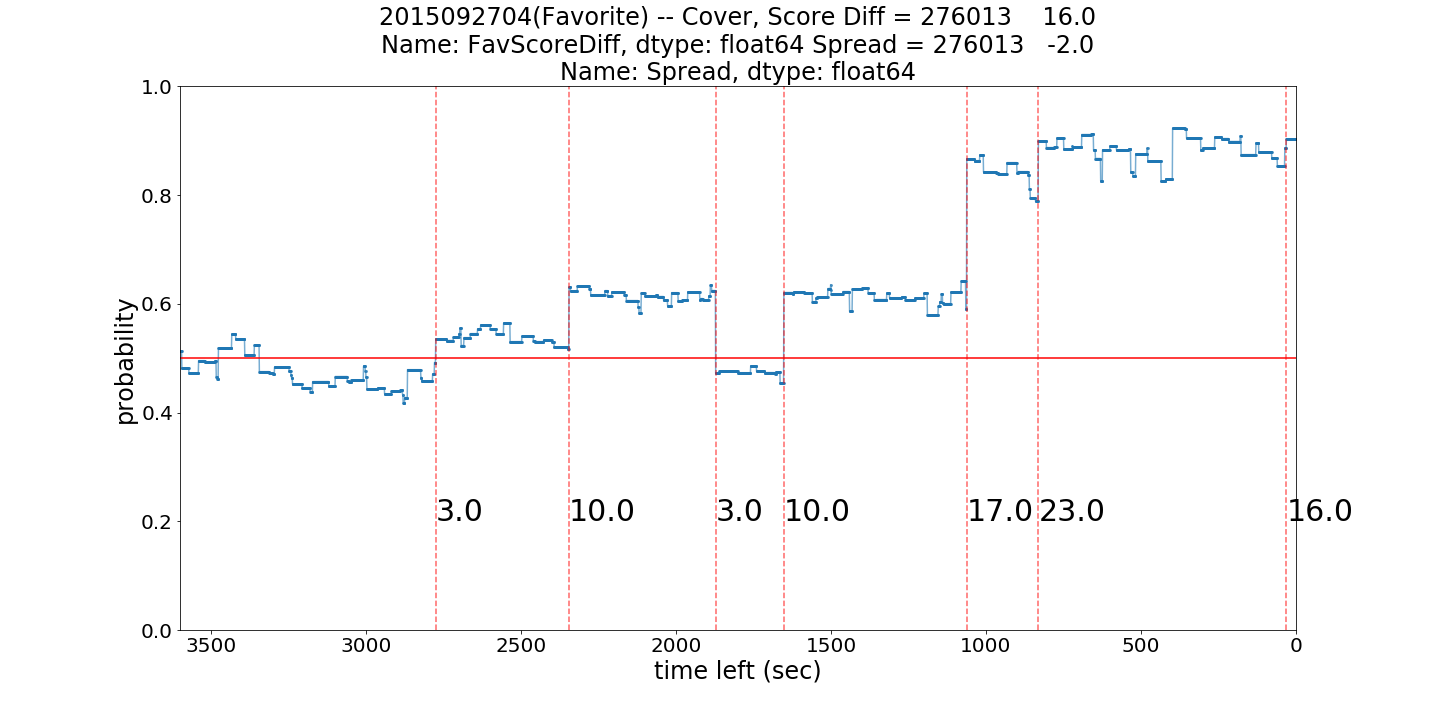 2015092704(Favorite) -- Cover, Score Diff = 276013    16.0
Name: FavScoreDiff, dtype: float64 Spread = 276013   -2.0
Name: Spread, dtype: float64
1.0
0.8
0.6
0.4
0.2
0.0
probability
3.0 10.0 3.0 10.0 17.0 23.0 16.0
3500 3000 2500 2000 1500 1000 500 0
time left (sec)